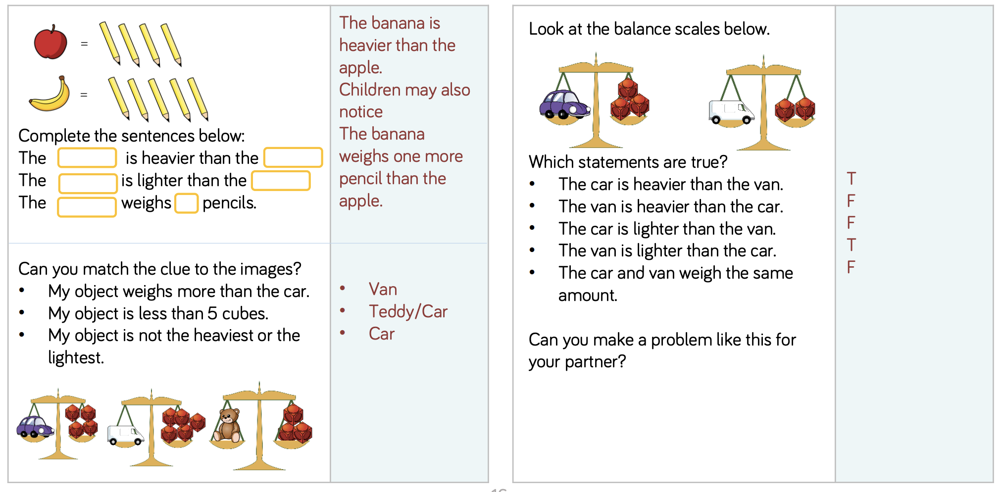 =
=
Complete the sentences below:
The is heavier than the
The is lighter than the
The weighs pencils.
The banana is
heavier than the
apple.
Children may also
notice
The banana
weighs one more
pencil than the
apple.
Can you match the clue to the images?
• My object weighs more than the car.
• My object is less than 5 cubes.
• My object is not the heaviest or the
lightest.
• Van
• Teddy/Car
• Car
Look at the balance scales below.
Which statements are true?
• The car is heavier than the van.
• The van is heavier than the car.
• The car is lighter than the van.
• The van is lighter than the car.
• The car and van weigh the same
amount.
Can you make a problem like this for
your partner?
T
F
F
T
F